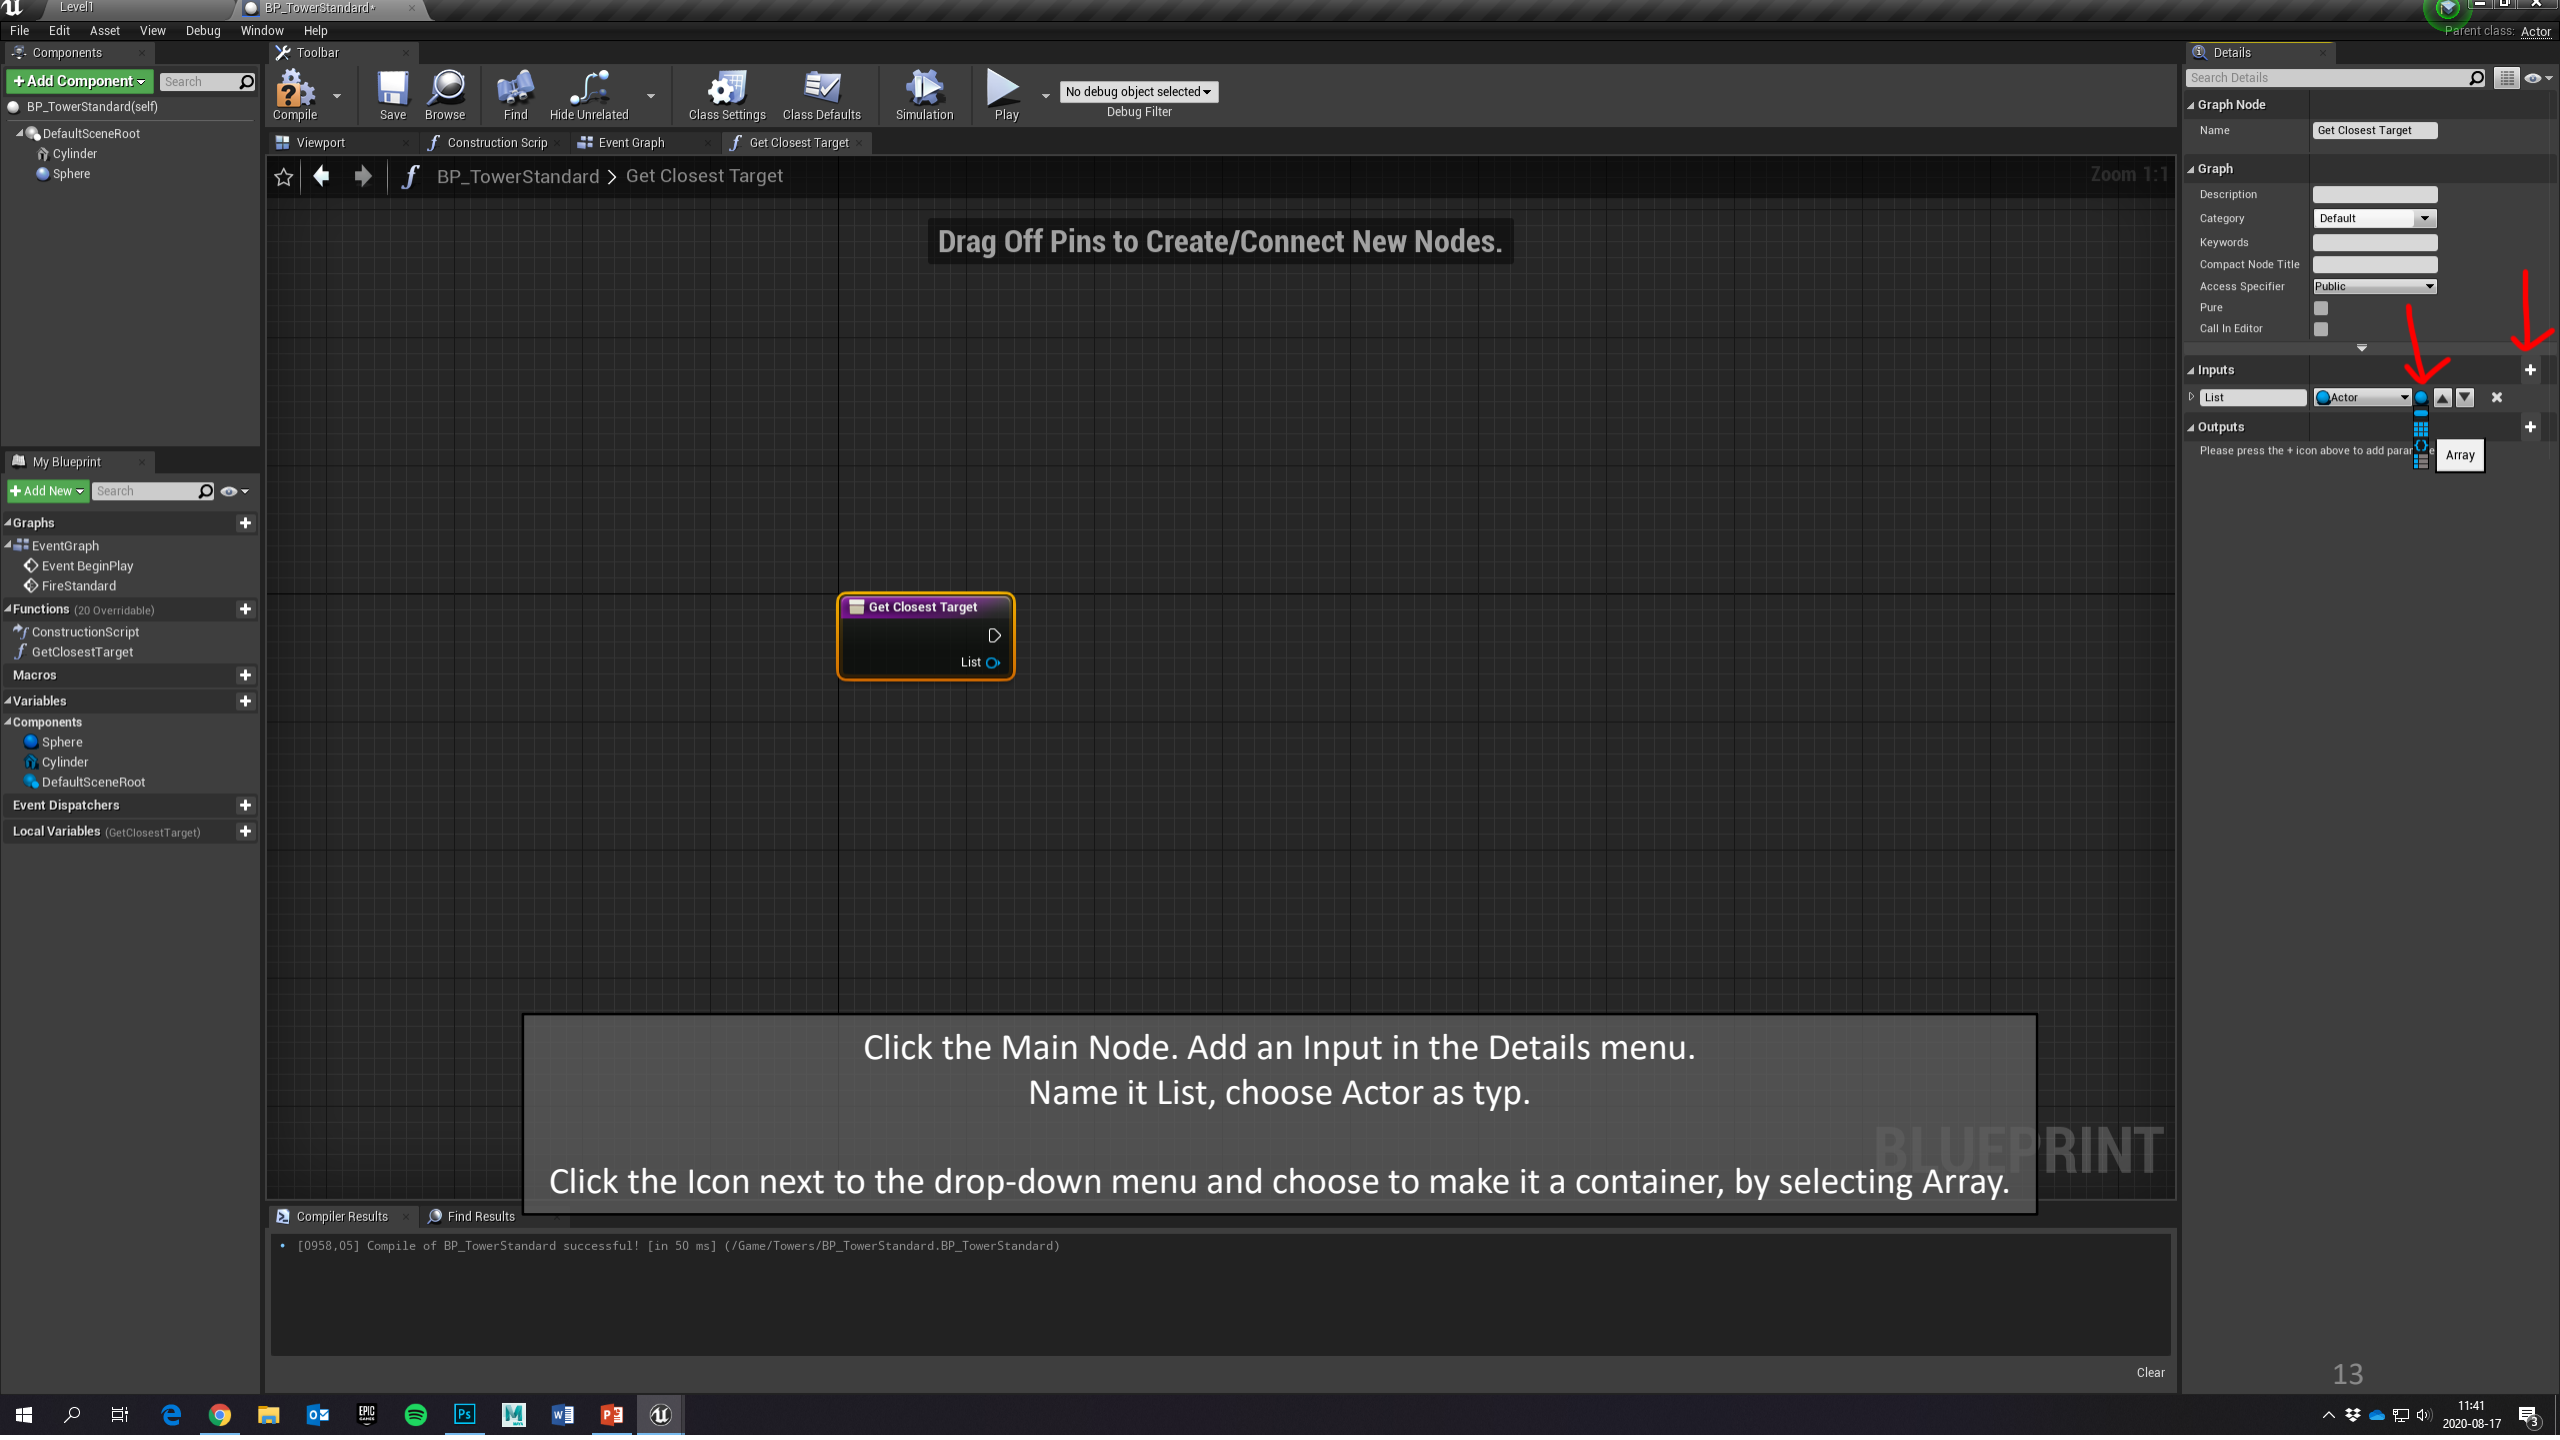 Level1
BP_TowerStandard*
File Edit Asset View Debug Window Help
Parent class: Actor
Components
Add Component
Search
BP_TowerStandard(self)
DefaultSceneRoot
Cylinder
Sphere
My Blueprint
Add New
Search
Graphs
EventGraph
Event BeginPlay
FireStandard
Functions (20 Overridable)
ConstructionScript
GetClosestTarget
Macros
Variables
Components
Sphere
Cylinder
DefaultSceneRoot
Event Dispatchers
Local Variables (GetClosestTarget)
Toolbar
Compile Save Browse Find Hide Unrelated Class Settings Class Defaults Simulation Play
No debug object selected
Debug Filter
Viewport Construction Scrip Event Graph Get Closest Target
BP_TowerStandard > Get Closest Target
Zoom 1:1
Drag Off Pins to Create/Connect New Nodes.
Get Closest Target
List
Click the Main Node. Add an Input in the Details menu.
Name it List, choose Actor as typ.
Click the Icon next to the drop-down menu and choose to make it a container, by selecting Array.
BLUEPRINT
Compiler Results Find Results
[0958,05] Compile of BP_TowerStandard successful! [in 50 ms] (/Game/Towers/BP_TowerStandard.BP_TowerStandard)
Clear
Details
Search Details
Graph Node
Name Get Closest Target
Graph
Description
Category Default
Keywords
Compact Node Title
Access Specifier Public
Pure
Call In Editor
Inputs
List Actor
Outputs
Please press the + icon above to add para
Array
13
EPIC GAMES
Ps
11:41
2020-08-17
3